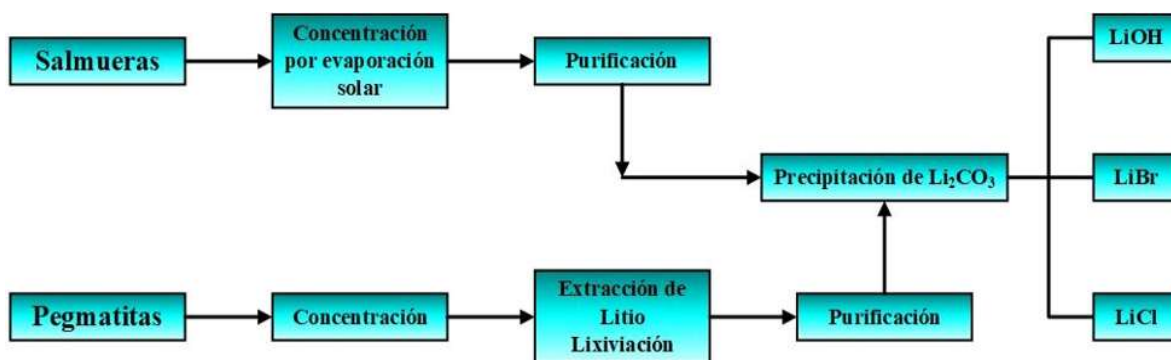 Salmueras
Concentración
por evaporación
solar
Purificación
Precipitación de Li₂CO₃
LiOH
LiBr
LiCl
Pegmatitas
Concentración
Extracción de
Litio
Lixiviación
Purificación